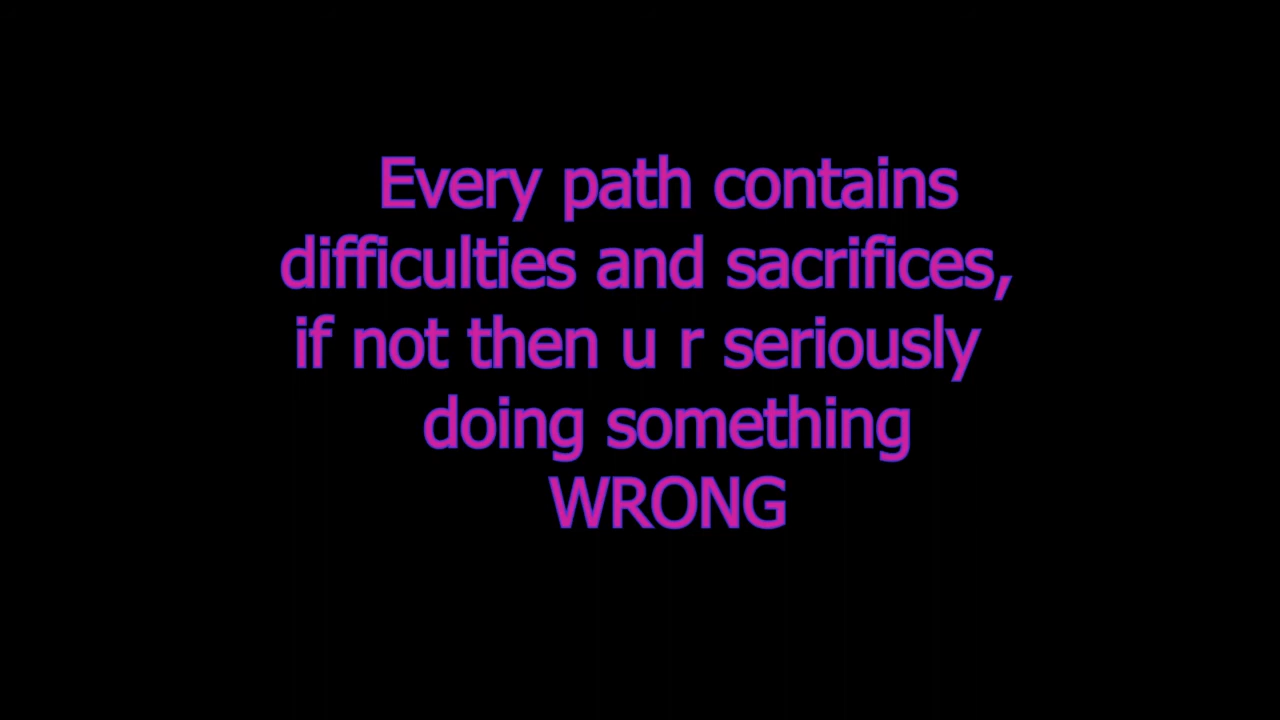 Every path contains
difficulties and sacrifices,
if not then u r seriously
doing something
WRONG